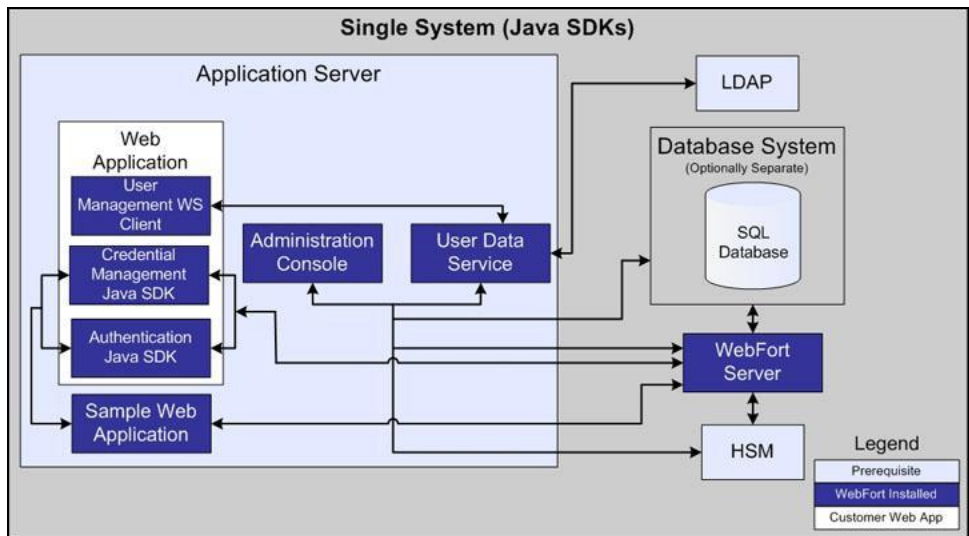 Single System (Java SDKs)
Application Server
LDAP
Web
Application
Database System
(Optionally Separate)
User
Management WS
Client
SQL
Database
Administration
Console
User Data
Service
Credential
Management
Java SDK
Authentication
Java SDK
WebFort
Server
Sample Web
Application
HSM
Legend
Prerequisite
WebFort Installed
Customer Web App